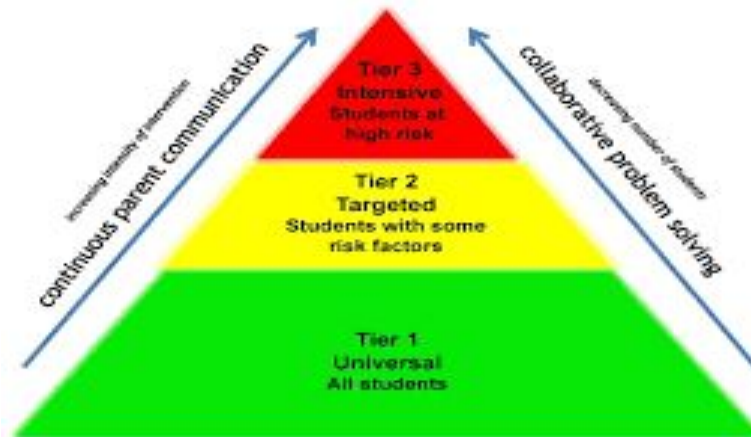 Tier 3
Intensive
Students at
high risk
Tier 2
Targeted
Students with some
risk factors
Tier 1
Universal
All students
increasing intensity of intervention
continuous parent communication
decreasing number of students
collaborative problem solving